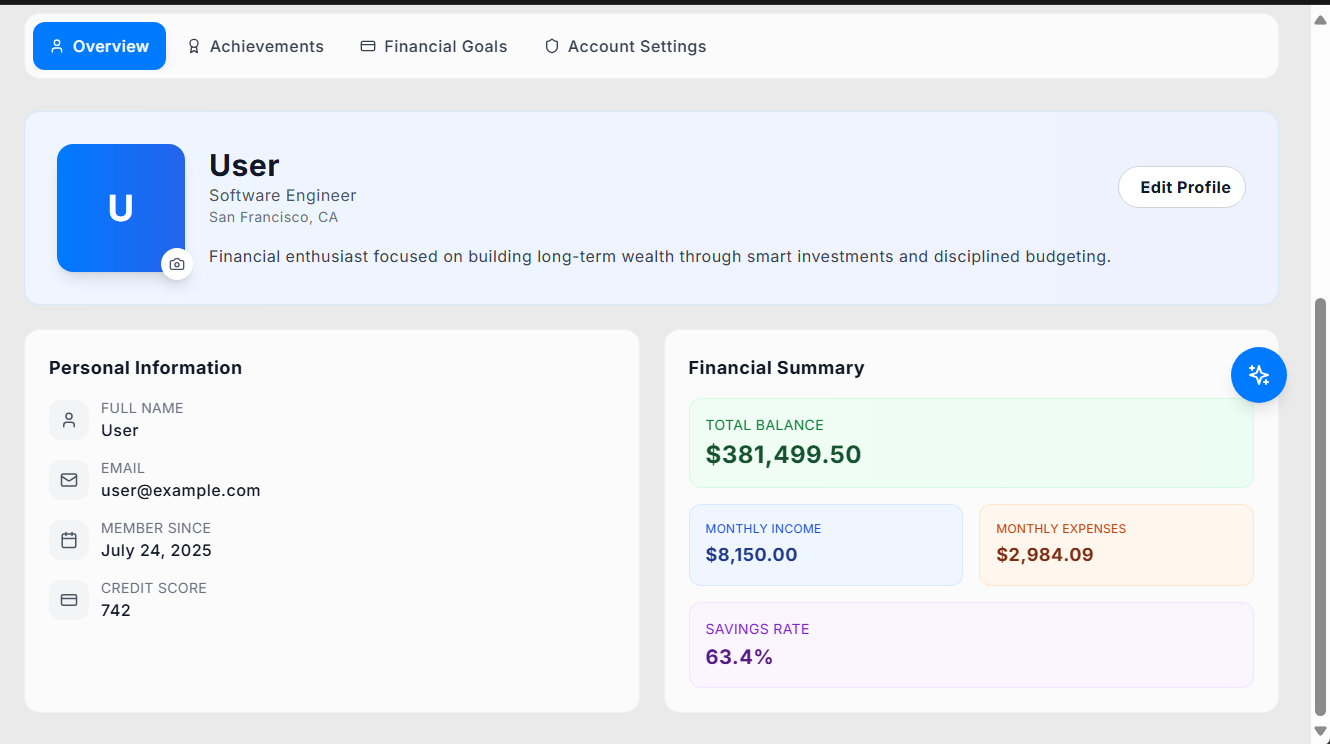 Overview Achievements Financial Goals Account Settings
U
User
Software Engineer
San Francisco, CA
Edit Profile
Financial enthusiast focused on building long-term wealth through smart investments and disciplined budgeting.
Personal Information
FULL NAME
User
EMAIL
user@example.com
MEMBER SINCE
July 24, 2025
CREDIT SCORE
742
Financial Summary
TOTAL BALANCE
$381,499.50
MONTHLY INCOME
$8,150.00
MONTHLY EXPENSES
$2,984.09
SAVINGS RATE
63.4%